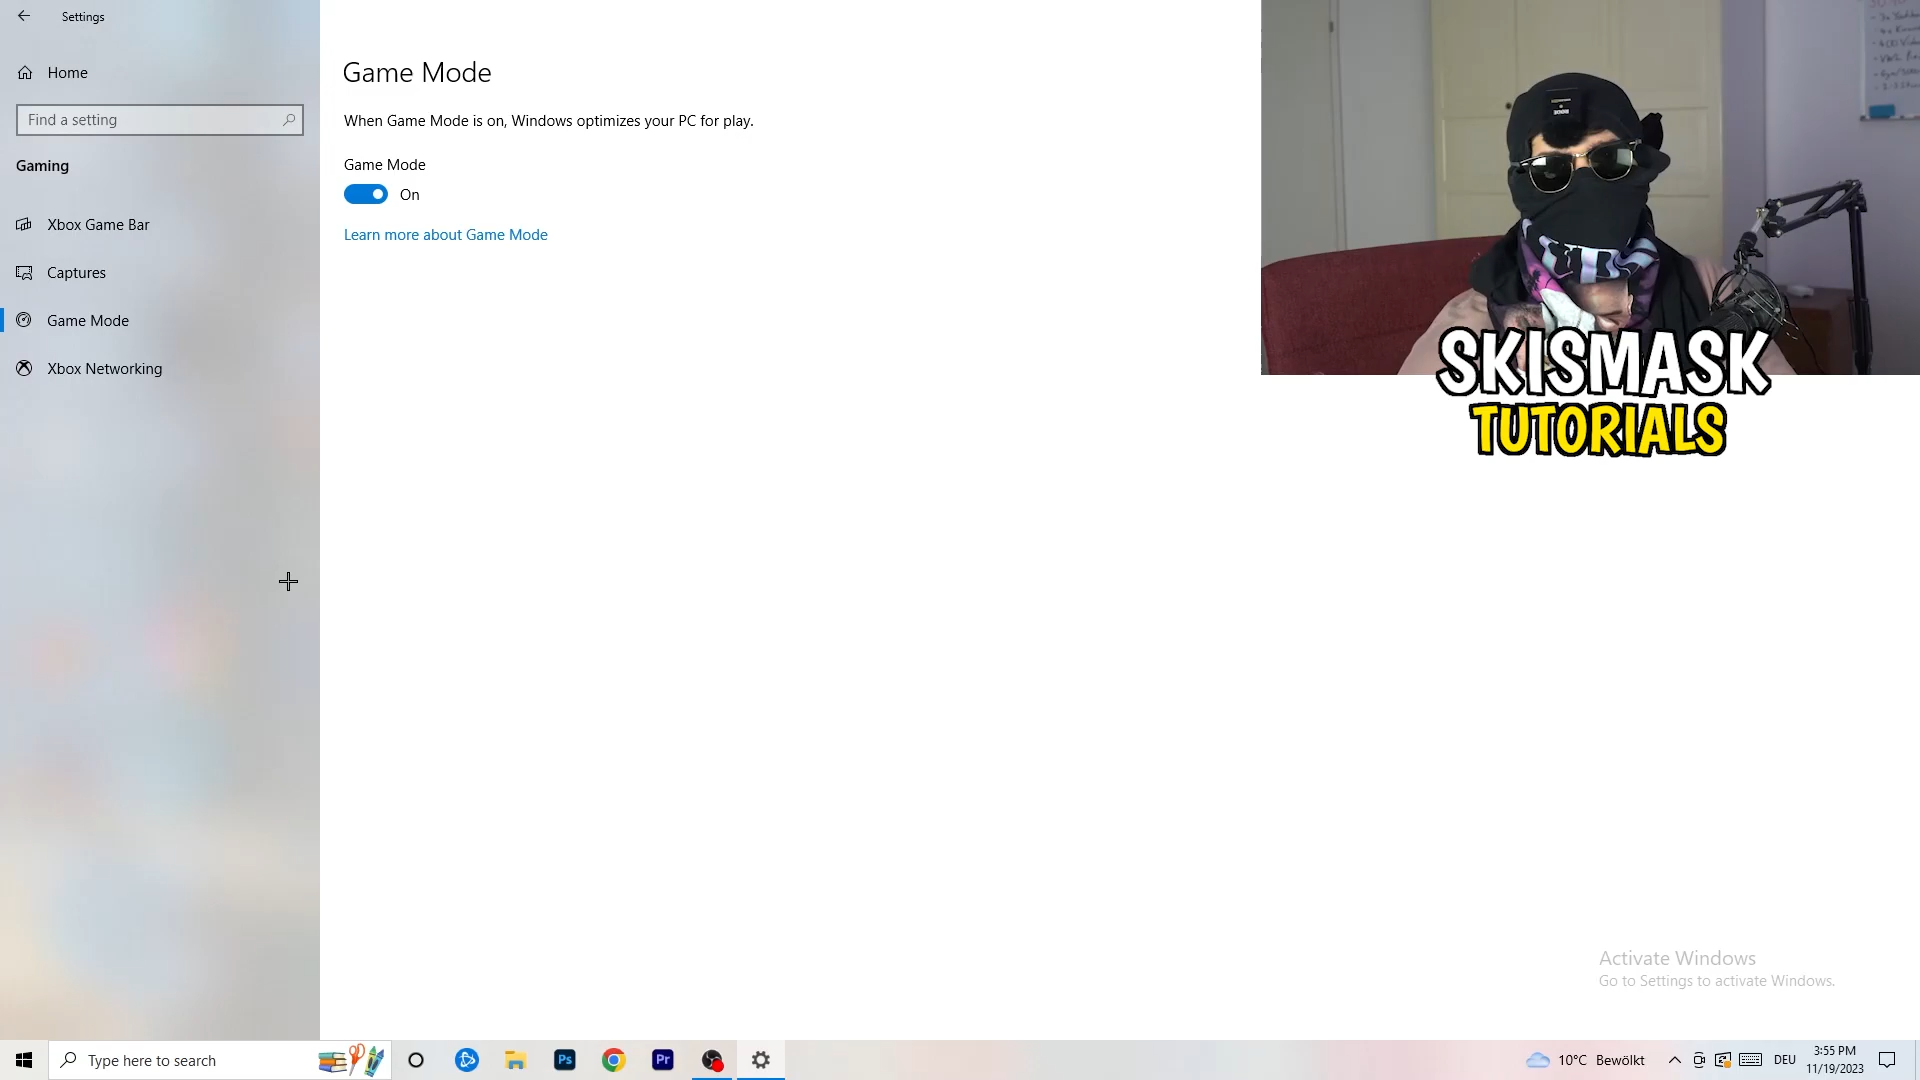 Settings
Home
Find a setting
Gaming
Xbox Game Bar
Captures
Game Mode
Xbox Networking
Game Mode
When Game Mode is on, Windows optimizes your PC for play.
Game Mode
On
Learn more about Game Mode
SKISMASK
TUTORIALS
Activate Windows
Go to Settings to activate Windows.
Type here to search
Ps
Pr
10°C Bewölkt
DEU
3:55 PM
11/19/2023